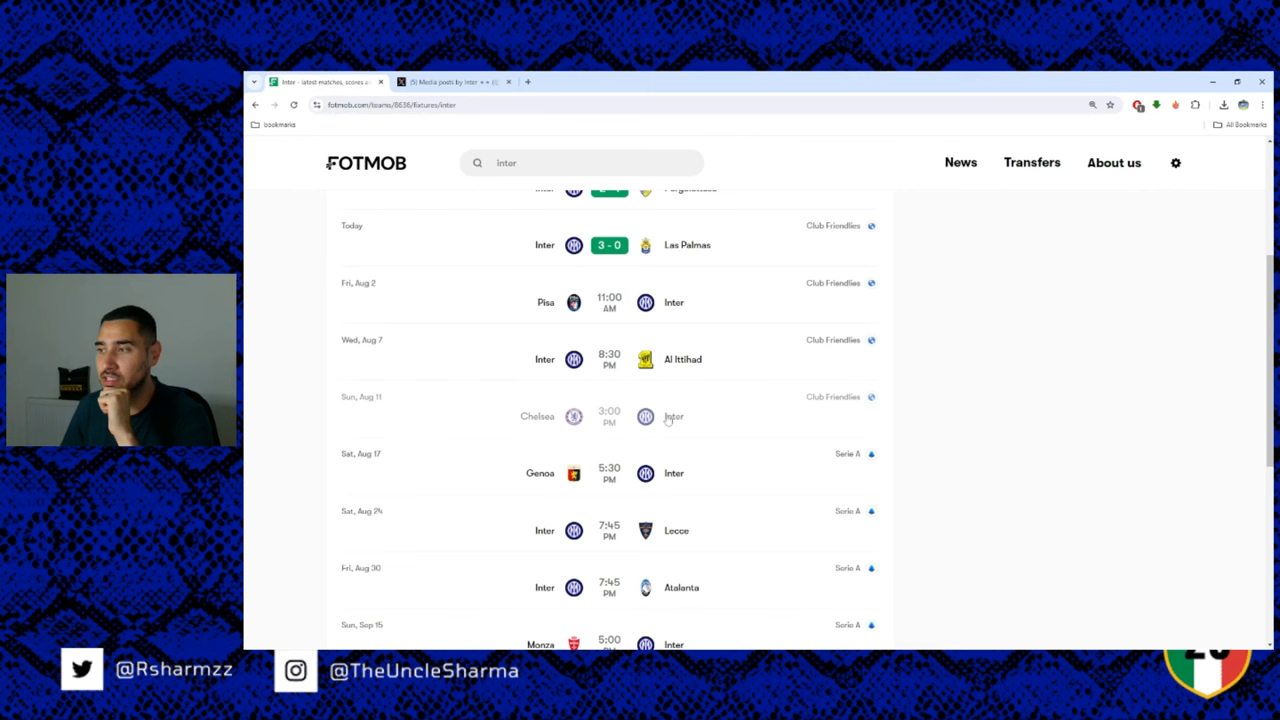 Inter - latest matches, scores a
(5) Media posts by Inter
fotmob.com/teams/8636/fixtures/inter
bookmarks
All Bookmarks
FOTMOB
inter
News
Transfers
About us
Today
Club Friendlies
Inter 3 - 0 Las Palmas
Fri, Aug 2
Club Friendlies
Pisa 11:00 AM Inter
Wed, Aug 7
Club Friendlies
Inter 8:30 PM Al Ittihad
Sun, Aug 11
Club Friendlies
Chelsea 3:00 PM Inter
Sat, Aug 17
Serie A
Genoa 5:30 PM Inter
Sat, Aug 24
Serie A
Inter 7:45 PM Lecce
Fri, Aug 30
Serie A
Inter 7:45 PM Atalanta
Sun, Sep 15
Serie A
Monza 5:00 Inter
@Rsharmzz
@TheUncleSharma